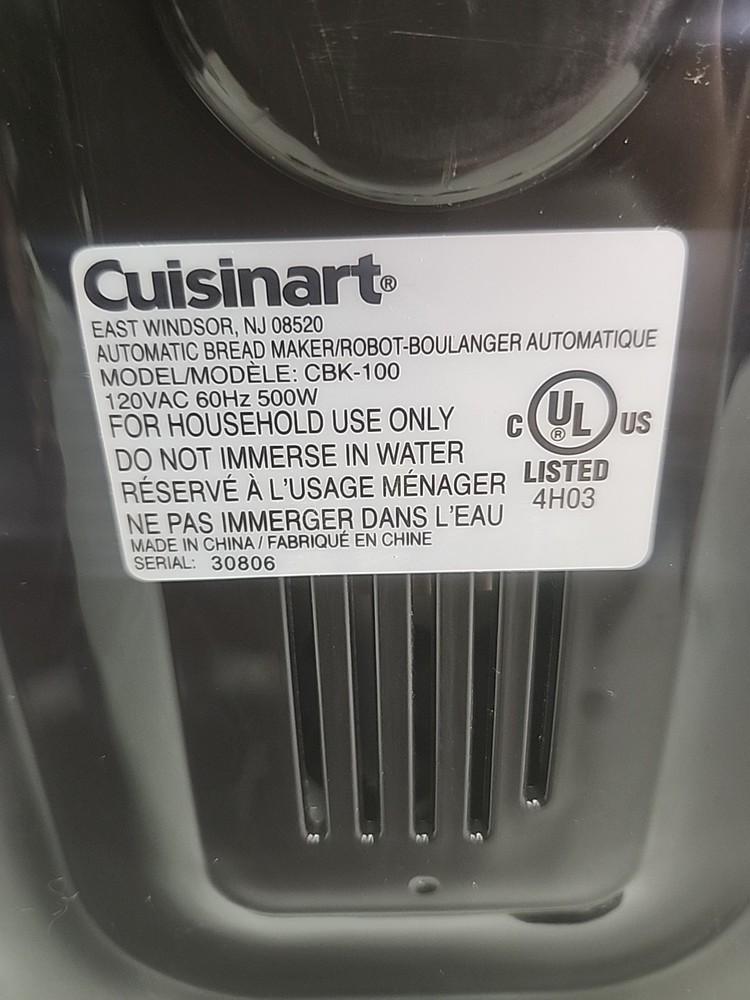 Cuisinart®
EAST WINDSOR, NJ 08520
AUTOMATIC BREAD MAKER/ROBOT-BOULANGER AUTOMATIQUE
MODEL/MODÈLE: CBK-100
120VAC 60Hz 500W
FOR HOUSEHOLD USE ONLY
DO NOT IMMERSE IN WATER
RÉSERVÉ À L'USAGE MÉNAGER
NE PAS IMMERGER DANS L'EAU
MADE IN CHINA / FABRIQUÉ EN CHINE
SERIAL: 30806
C UL® US
LISTED
4H03